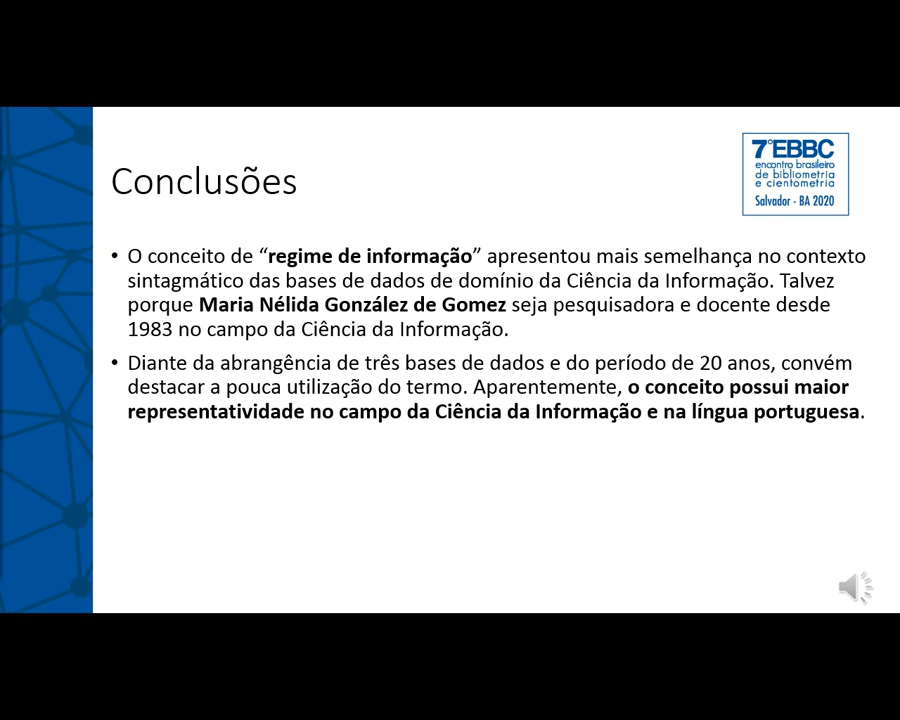 7°EBBC
encontro brasileiro
de bibliometria
e cientometria
Salvador - BA 2020
Conclusões
• O conceito de “regime de informação” apresentou mais semelhança no contexto
sintagmático das bases de dados de domínio da Ciência da Informação. Talvez
porque Maria Nélida González de Gomez seja pesquisadora e docente desde
1983 no campo da Ciência da Informação.
• Diante da abrangência de três bases de dados e do período de 20 anos, convém
destacar a pouca utilização do termo. Aparentemente, o conceito possui maior
representatividade no campo da Ciência da Informação e na língua portuguesa.